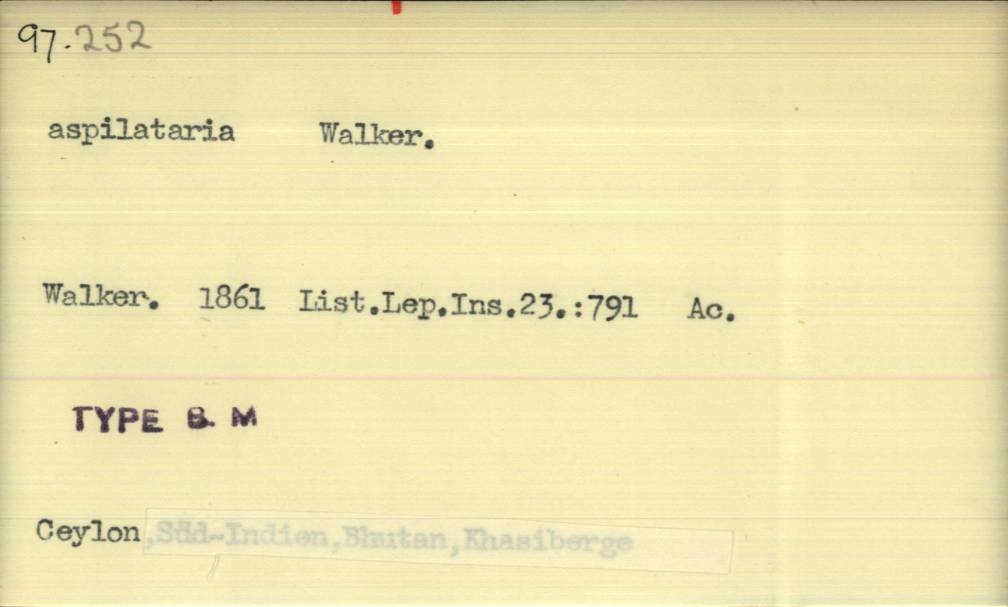 97.252
aspilataria Walker.
Walker. 1861 List.Lep.Ins.23.:791 Ac.
TYPE B. M
Ceylon,Süd-Indien,Bhutan,Khasiberge